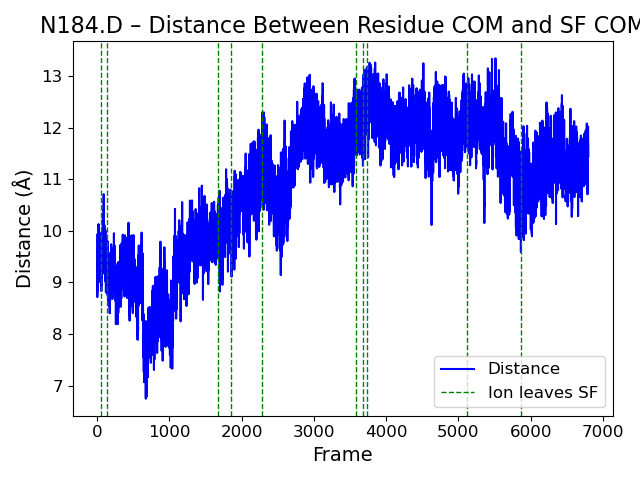 N184.D – Distance Between Residue COM and SF COM
Distance (Å)
13
12
11
10
9
8
7
0 1000 2000 3000 4000 5000 6000 7000
Frame
Distance
Ion leaves SF